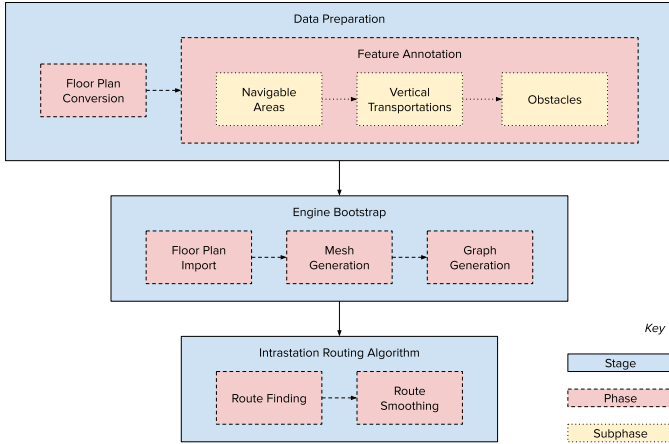 Data Preparation
Feature Annotation
Floor Plan
Conversion
Navigable
Areas
Vertical
Transportations
Obstacles
Engine Bootstrap
Floor Plan
Import
Mesh
Generation
Graph
Generation
Intrastation Routing Algorithm
Route Finding
Route
Smoothing
Key
Stage
Phase
Subphase